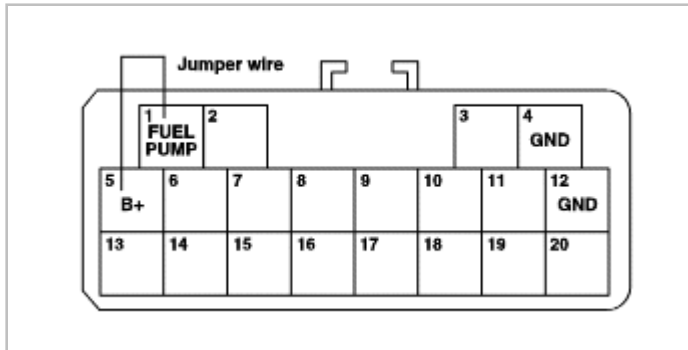 Jumper wire
1 2 3 4
FUEL GND
PUMP
5 6 7 8 9 10 11 12
B+ GND
13 14 15 16 17 18 19 20